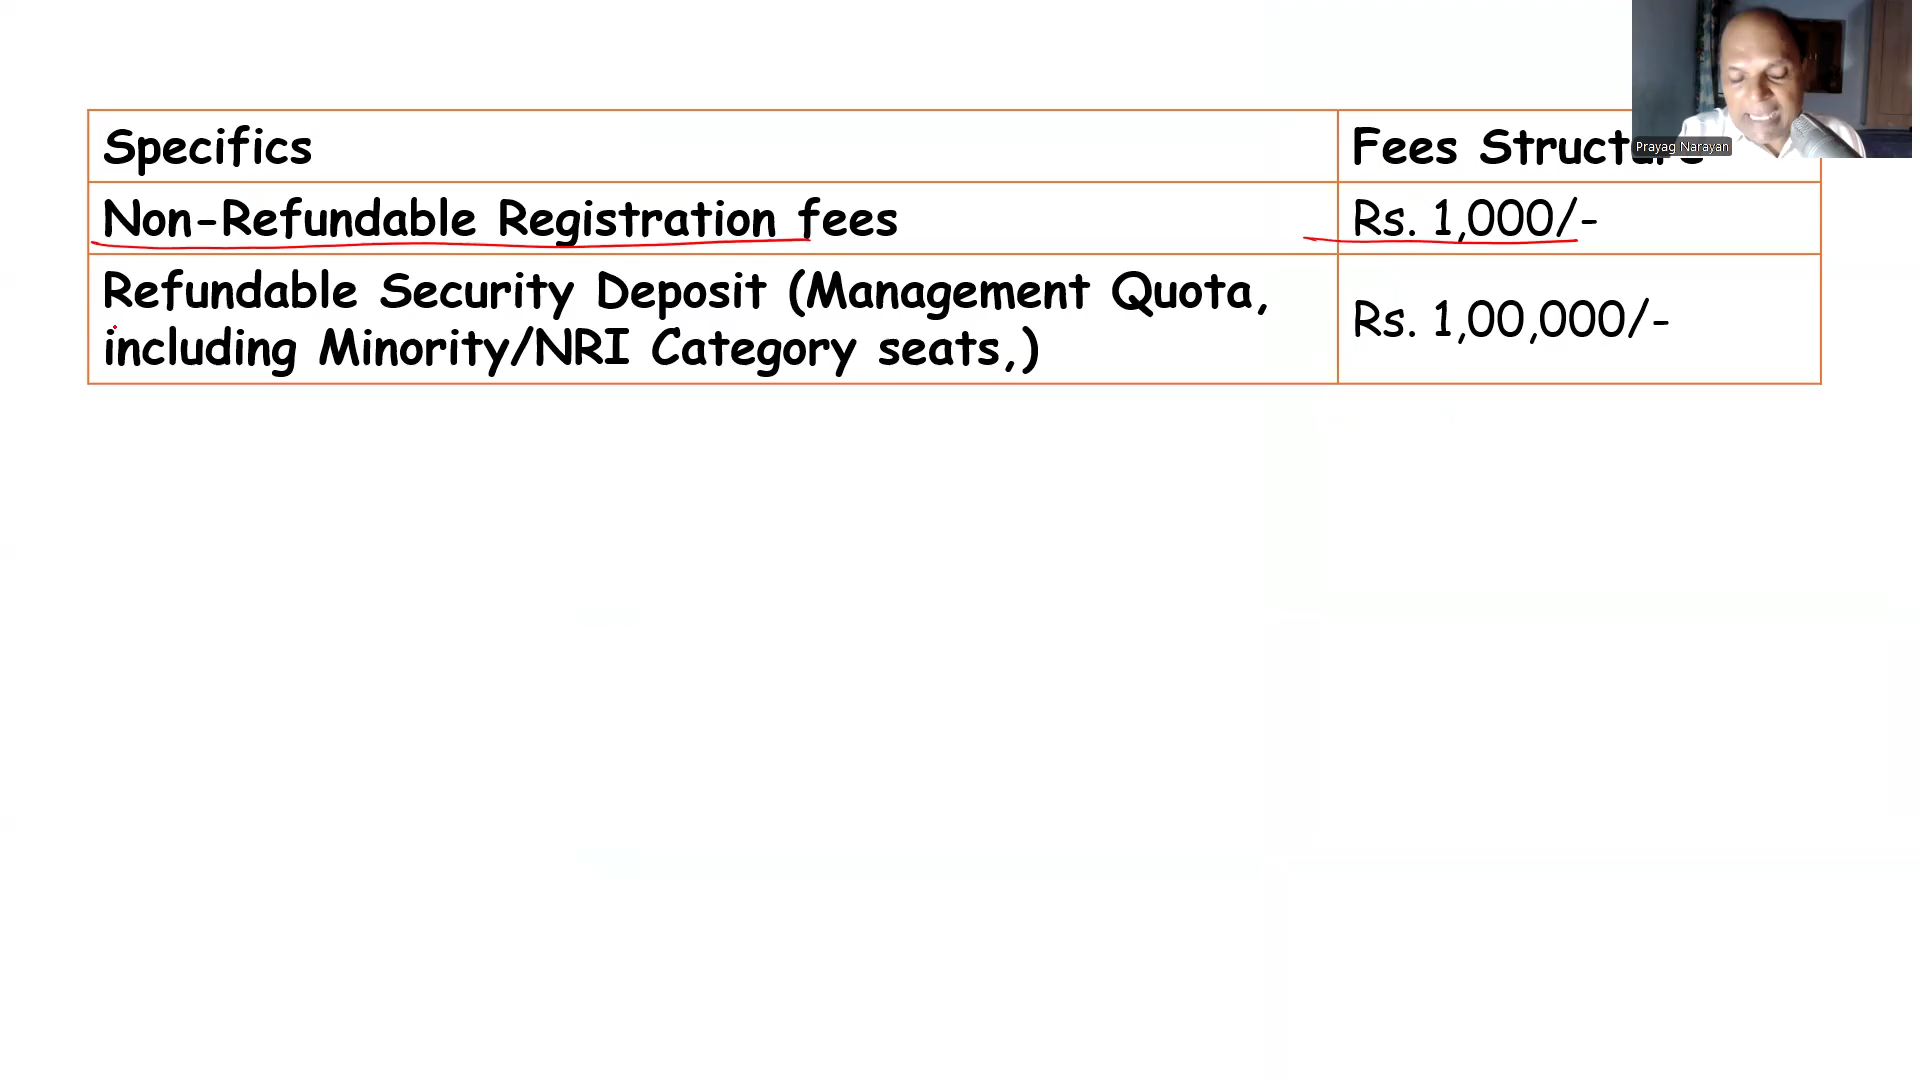 Specifics
Fees Structure
Non-Refundable Registration fees
Rs. 1,000/-
Refundable Security Deposit (Management Quota,
including Minority/NRI Category seats,)
Rs. 1,00,000/-
Prayag Narayan